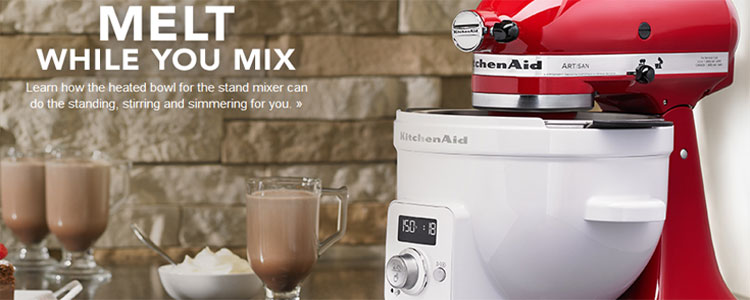 MELT
WHILE YOU MIX
Learn how the heated bowl for the stand mixer can
do the standing, stirring and simmering for you. »
KitchenAid
ARTISAN
KitchenAid
150° :18